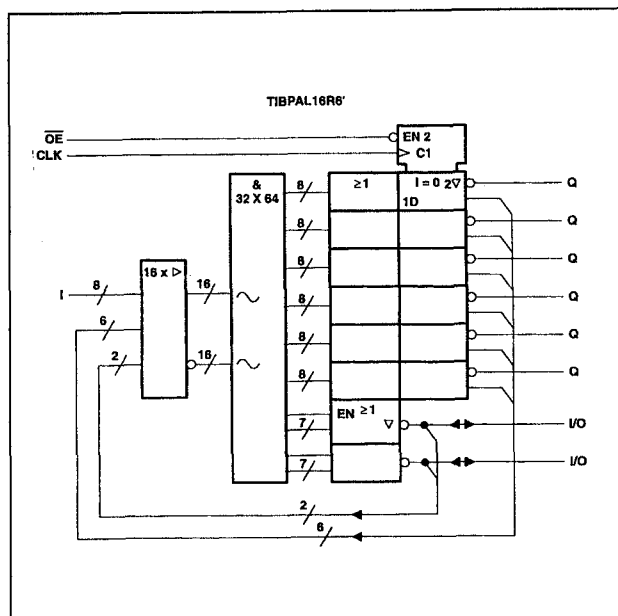 TIBPAL16R6'
OE
CLK
EN 2
C1
&
32 X 64
8
≥1
I = 0 2▽
1D
Q
8
Q
8
Q
16 x ▷
I
8
16
8
Q
6
8
Q
2
16
8
Q
EN ≥1
▽
7
I/O
7
I/O
2
6